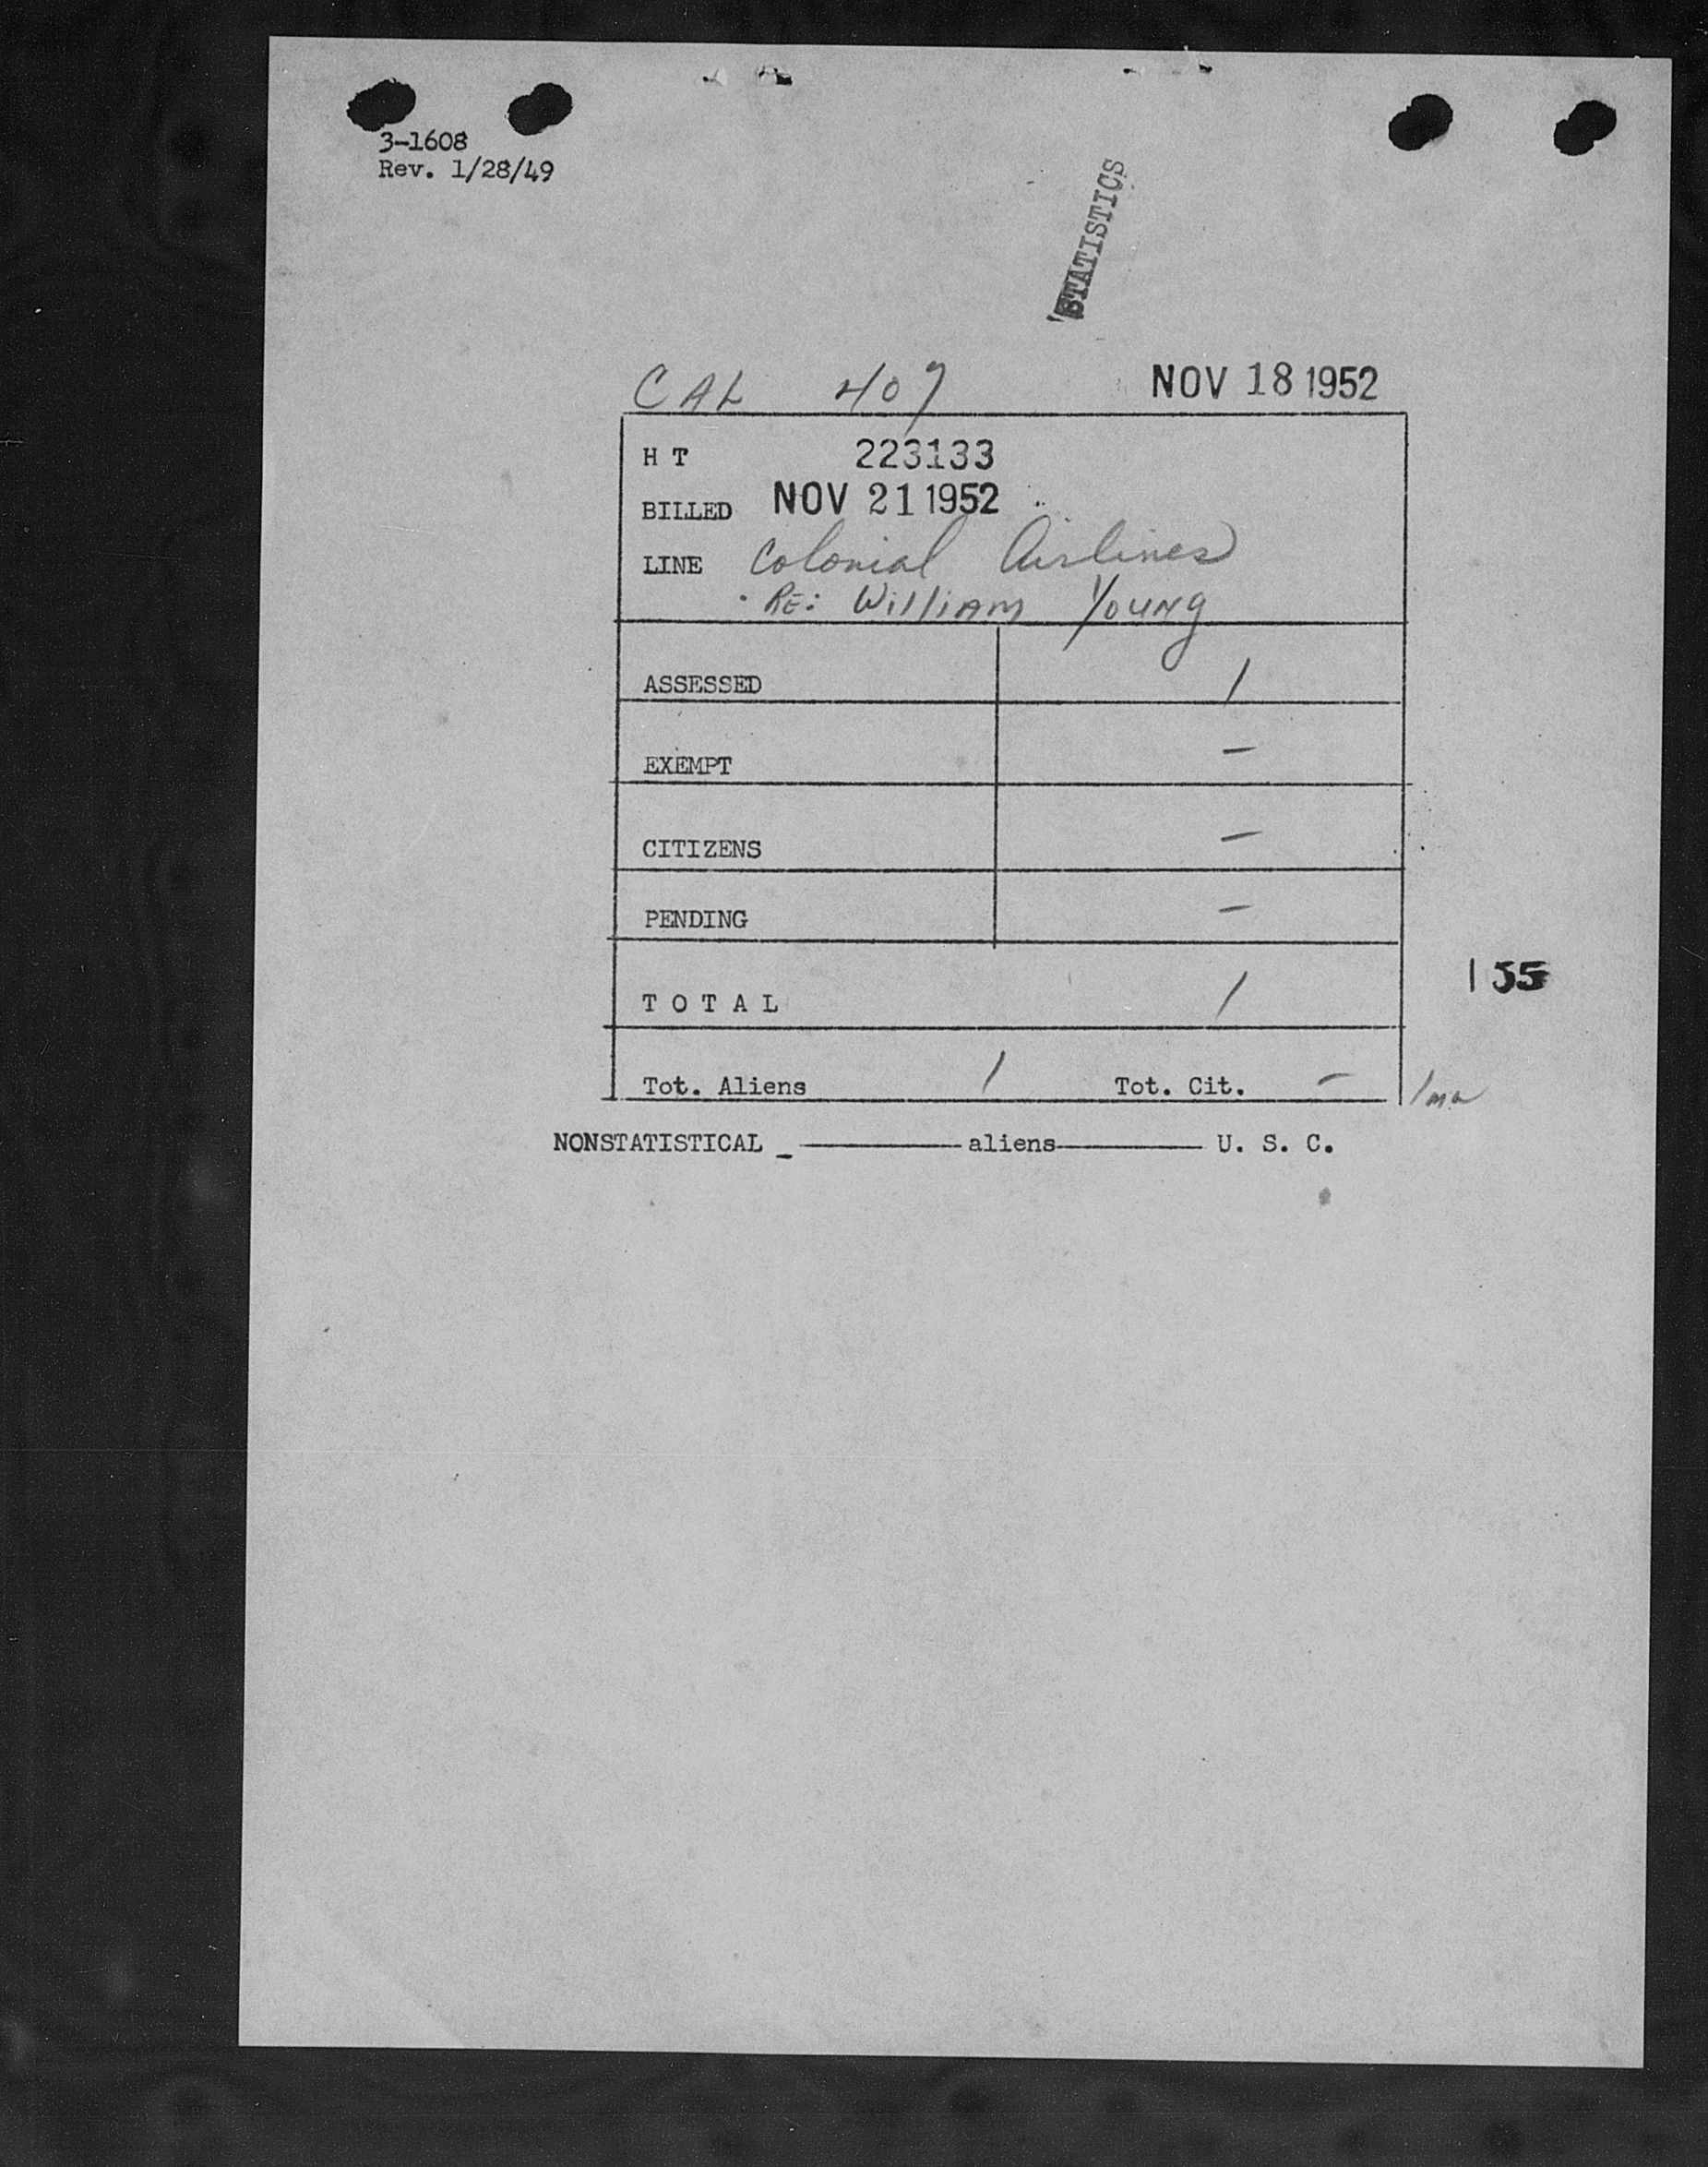 3-1608
Rev. 1/28/49
STATISTICS
CAL 407 NOV 18 1952
H T 223133
BILLED NOV 21 1952
LINE Colonial Airlines
RE: William Young
ASSESSED 1
EXEMPT –
CITIZENS –
PENDING –
T O T A L 1
155
Tot. Aliens 1 Tot. Cit. –
NONSTATISTICAL _ ———— aliens ———— U. S. C.